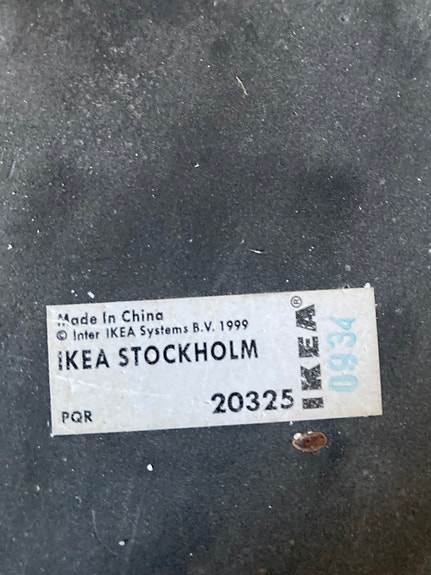 Made In China
© Inter IKEA Systems B.V. 1999
IKEA STOCKHOLM
PQR
20325
IKEA®
0934